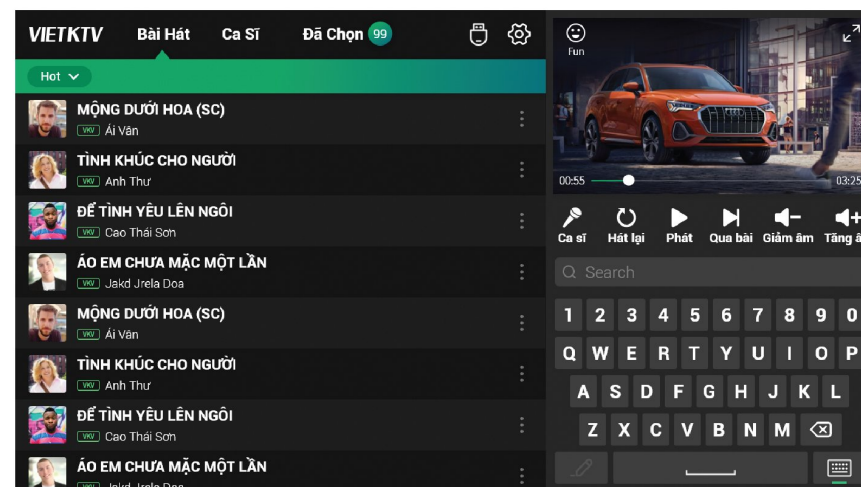 VIETKTV Bài Hát Ca Sĩ Đã Chọn 99
Hot
MỘNG DƯỚI HOA (SC)
VKV Ái Vân
TÌNH KHÚC CHO NGƯỜI
VKV Anh Thư
ĐỂ TÌNH YÊU LÊN NGÔI
VKV Cao Thái Sơn
ÁO EM CHƯA MẶC MỘT LẦN
VKV Jakd Jrela Doa
MỘNG DƯỚI HOA (SC)
VKV Ái Vân
TÌNH KHÚC CHO NGƯỜI
VKV Anh Thư
ĐỂ TÌNH YÊU LÊN NGÔI
VKV Cao Thái Sơn
ÁO EM CHƯA MẶC MỘT LẦN
VKV Jakd Jrela Doa
Fun
00:55 03:25
Ca sĩ Hát lại Phát Qua bài Giảm âm Tăng â
Search
1 2 3 4 5 6 7 8 9 0
Q W E R T Y U I O P
A S D F G H J K L
Z X C V B N M